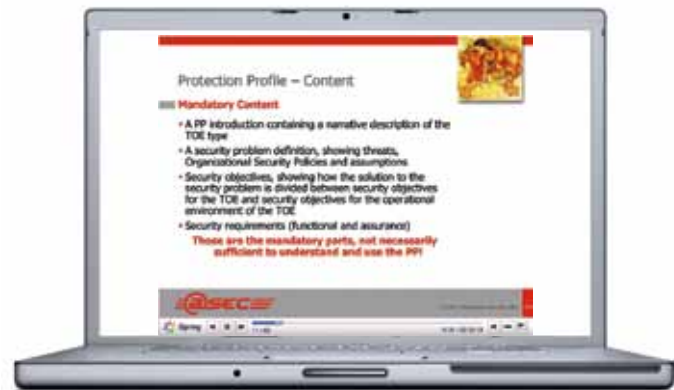 Protection Profile – Content
Mandatory Content
• A PP introduction containing a narrative description of the
TOE type
• A security problem definition, showing threats,
Organizational Security Policies and assumptions
• Security objectives, showing how the solution to the
security problem is divided between security objectives
for the TOE and security objectives for the operational
environment of the TOE
• Security requirements (functional and assurance)
Those are the mandatory parts, not necessarily
sufficient to understand and use the PP!
@SEC
iSpring